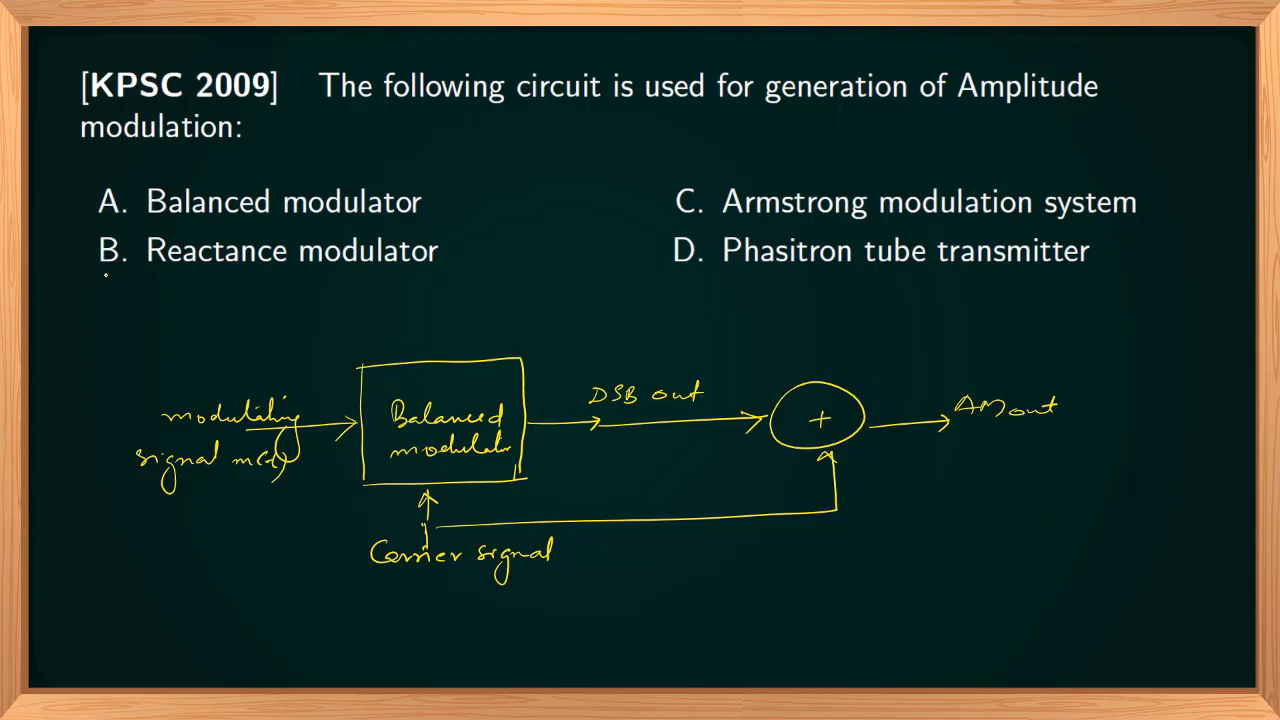 [KPSC 2009] The following circuit is used for generation of Amplitude
modulation:
A. Balanced modulator
B. Reactance modulator
C. Armstrong modulation system
D. Phasitron tube transmitter
modulating
signal m(t)
Balanced
modulator
DSB out
+
AM out
Carrier signal